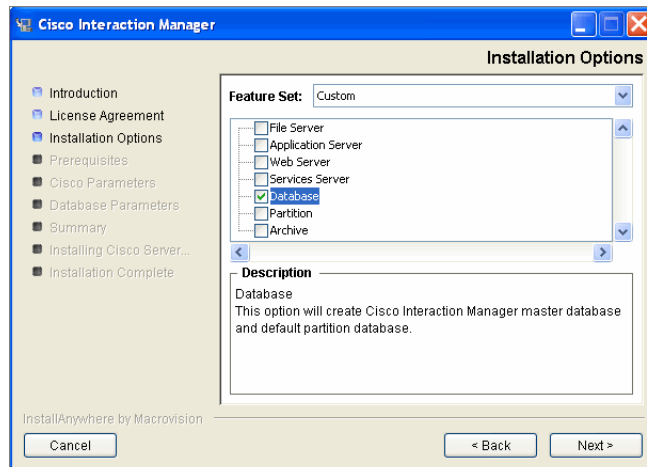 Cisco Interaction Manager
Installation Options
Introduction
License Agreement
Installation Options
Prerequisites
Cisco Parameters
Database Parameters
Summary
Installing Cisco Server...
Installation Complete
Feature Set: Custom
File Server
Application Server
Web Server
Services Server
Database
Partition
Archive
Description
Database
This option will create Cisco Interaction Manager master database
and default partition database.
InstallAnywhere by Macrovision
Cancel
< Back
Next >